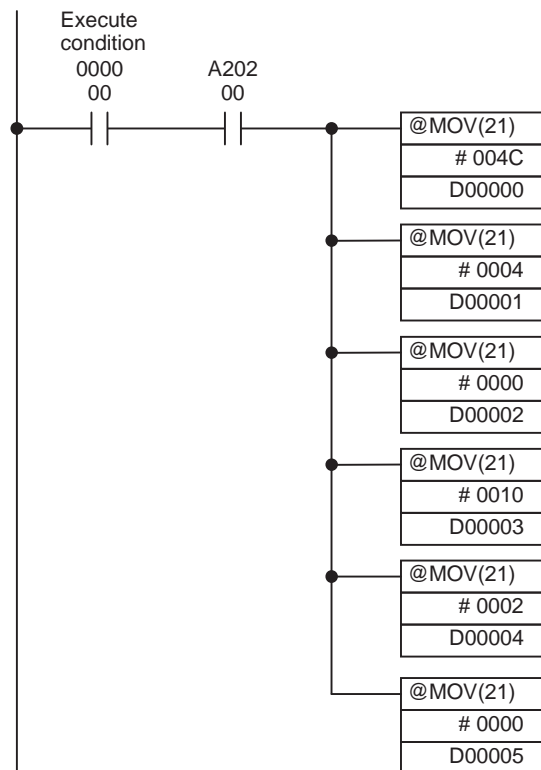 Execute
condition
0000 A202
00 00
@MOV(21)
# 004C
D00000
@MOV(21)
# 0004
D00001
@MOV(21)
# 0000
D00002
@MOV(21)
# 0010
D00003
@MOV(21)
# 0002
D00004
@MOV(21)
# 0000
D00005